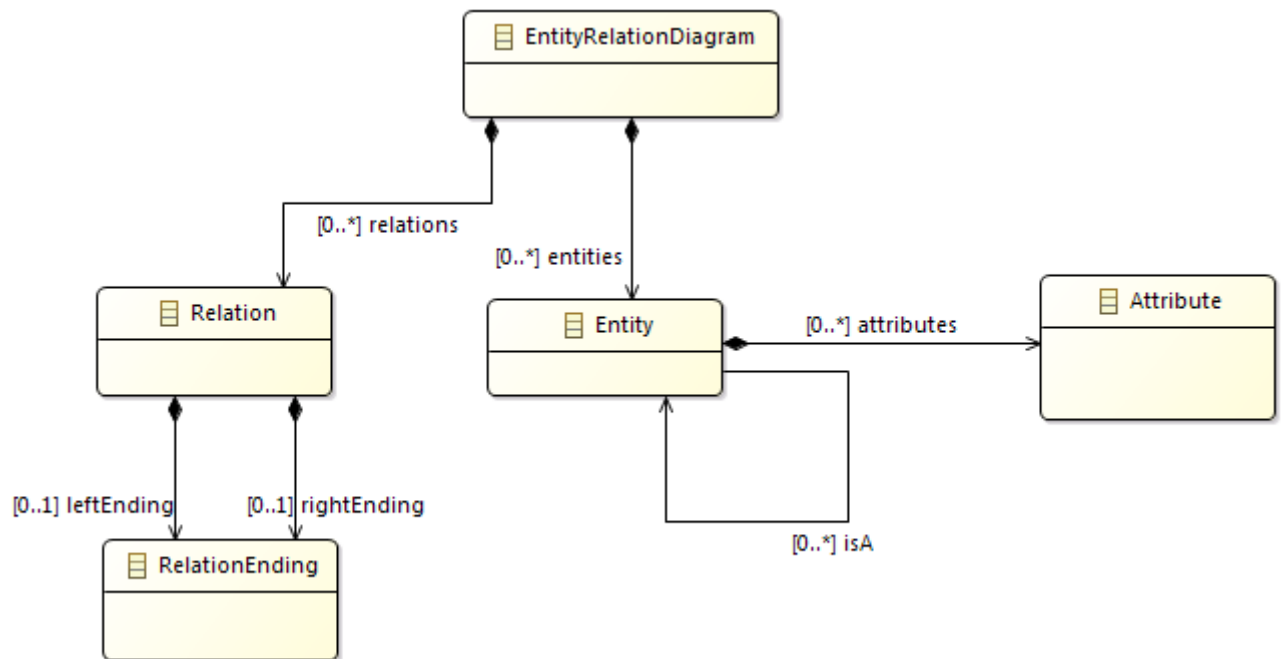 EntityRelationDiagram
[0..*] relations
[0..*] entities
Relation
Entity
[0..*] attributes
Attribute
[0..1] leftEnding
[0..1] rightEnding
[0..*] isA
RelationEnding